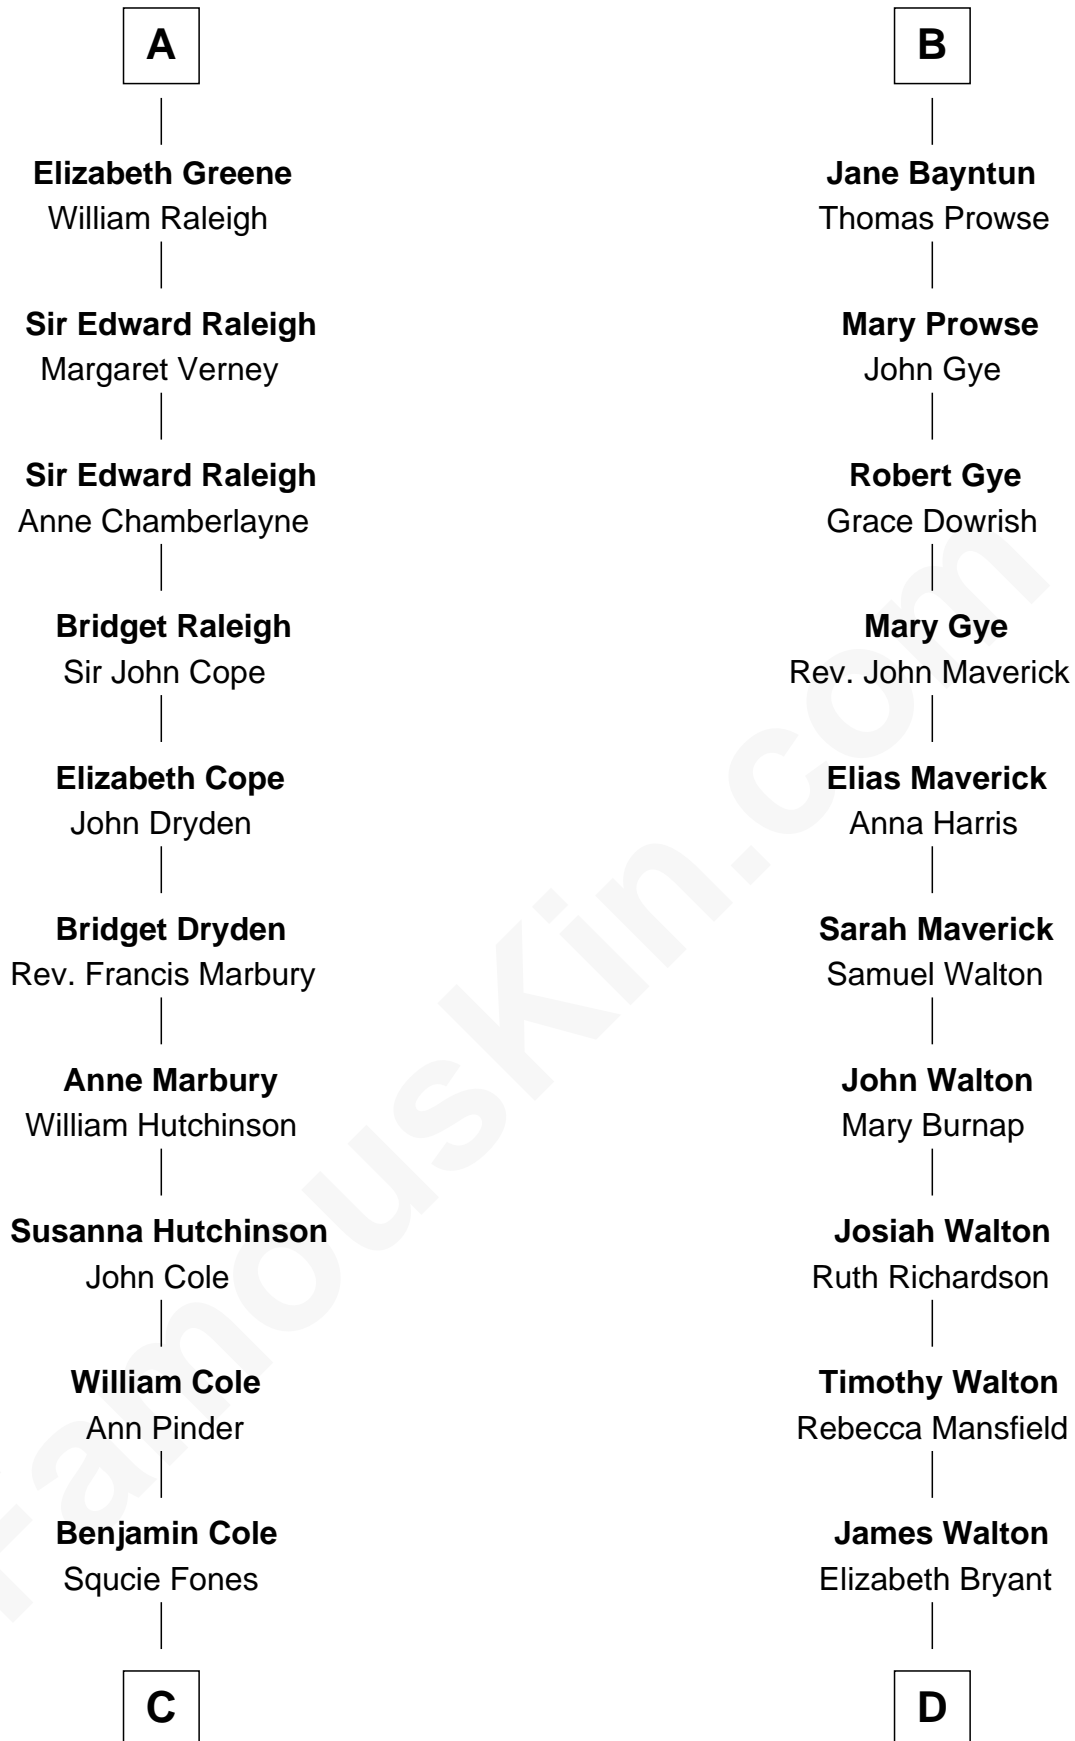 A
Elizabeth Greene
William Raleigh
Sir Edward Raleigh
Margaret Verney
Sir Edward Raleigh
Anne Chamberlayne
Bridget Raleigh
Sir John Cope
Elizabeth Cope
John Dryden
Bridget Dryden
Rev. Francis Marbury
Anne Marbury
William Hutchinson
Susanna Hutchinson
John Cole
William Cole
Ann Pinder
Benjamin Cole
Squcie Fones
C
B
Jane Bayntun
Thomas Prowse
Mary Prowse
John Gye
Robert Gye
Grace Dowrish
Mary Gye
Rev. John Maverick
Elias Maverick
Anna Harris
Sarah Maverick
Samuel Walton
John Walton
Mary Burnap
Josiah Walton
Ruth Richardson
Timothy Walton
Rebecca Mansfield
James Walton
Elizabeth Bryant
D
FamousKin.com